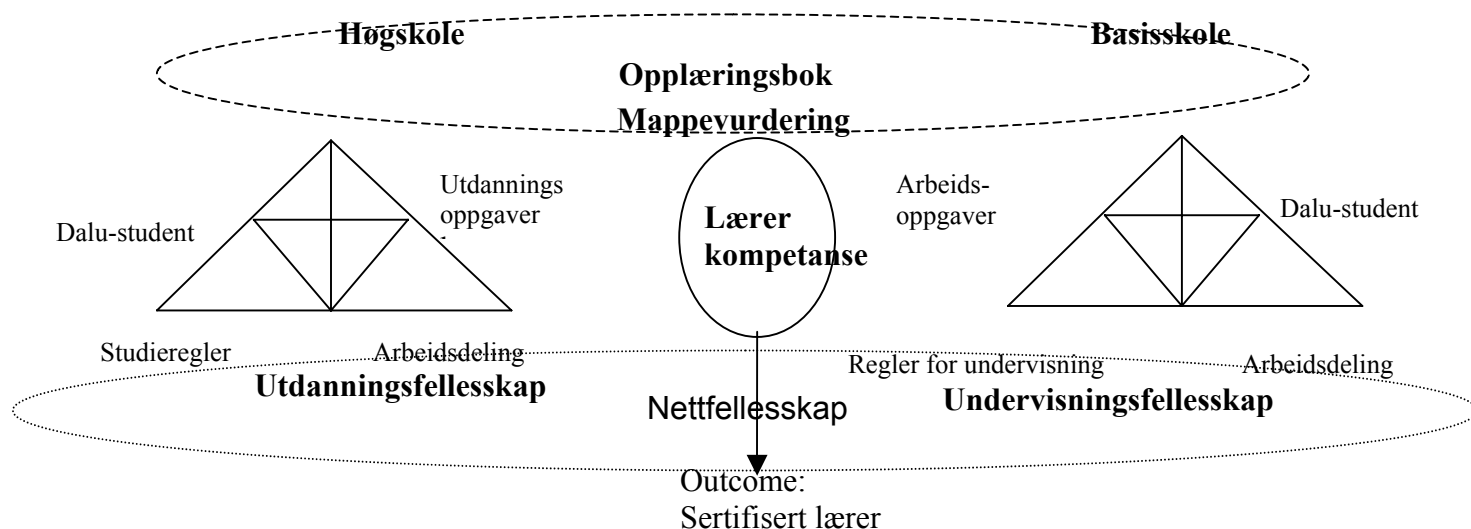 Høgskole
Basisskole
Opplæringsbok
Mappevurdering
Utdannings
oppgaver
Dalu-student
Lærer
kompetanse
Arbeids-
oppgaver
Dalu-student
Studieregler
Arbeidsdeling
Utdanningsfellesskap
Nettfellesskap
Regler for undervisning
Arbeidsdeling
Undervisningsfellesskap
Outcome:
Sertifisert lærer